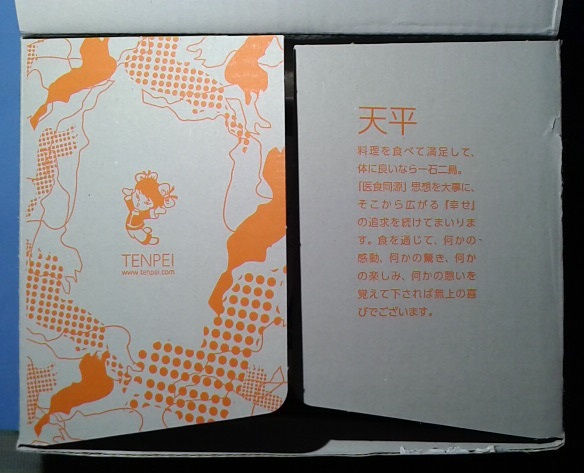 TENPEI
www.tenpei.com
天平
料理を食べて満足して、
体に良いなら一石二鳥。
「医食同源」思想を大事に、
そこから広がる『幸せ』
の追求を続けてまいりま
す。食を通じて、何かの
感動、何かの驚き、何か
の楽しみ、何かの憩いを
覚えて下されば無上の喜
びでございます。